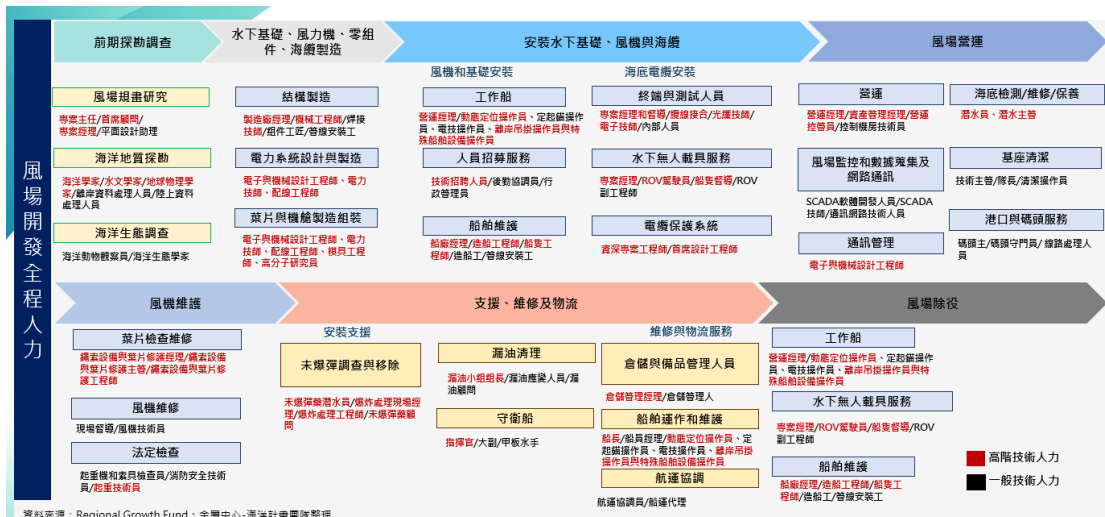 風場開發全程人力
前期探勘調查
水下基礎、風力機、零組
件、海纜製造
安裝水下基礎、風機與海纜
風場營運
風機和基礎安裝
海底電纜安裝
風場規畫研究
專案主任/首席顧問/
專案經理/平面設計助理
海洋地質探勘
海洋學家/水文學家/地球物理學
家/離岸資料處理人員/陸上資料
處理人員
海洋生態調查
海洋動物觀察員/海洋生態學家
結構製造
製造廠經理/機械工程師/焊接
技師/組件工匠/管線安裝工
電力系統設計與製造
電子與機械設計工程師、電力
技師、配線工程師
葉片與機艙製造組裝
電子與機械設計工程師、電力
技師、配線工程師、模具工程
師、高分子研究員
工作船
營運經理/動態定位操作員、定起錨操作
員、電技操作員、離岸吊掛操作員與特
殊船舶設備操作員
人員招募服務
技術招聘人員/後勤協調員/行
政管理員
船舶維護
船廠經理/造船工程師/船隻工
程師/造船工/管線安裝工
終端與測試人員
專案經理和督導/纜線接合/光護技師/
電子技師/內部人員
水下無人載具服務
專案經理/ROV駕駛員/船隻督導/ROV
副工程師
電纜保護系統
資深專案工程師/首席設計工程師
營運
營運經理/資產管理經理/營運
控管員/控制機房技術員
風場監控和數據蒐集及
網路通訊
SCADA軟體開發人員/SCADA
技師/通訊網路技術人員
通訊管理
電子與機械設計工程師
海底檢測/維修/保養
潛水員、潛水主管
基座清潔
技術主管/隊長/清潔操作員
港口與碼頭服務
碼頭主/碼頭守門員/線路處理人
員
風機維護
支援、維修及物流
風場除役
安裝支援
維修與物流服務
葉片檢查維修
繩索設備與葉片修護經理/繩索設備
與葉片修護主管/繩索設備與葉片修
護工程師
風機維修
現場督導/風機技術員
法定檢查
起重機和索具檢查員/消防安全技術
員/起重技術員
未爆彈調查與移除
未爆彈藥潛水員/爆炸處理現場經
理/爆炸處理工程師/未爆彈藥顧
問
漏油清理
漏油小組組長/漏油應變人員/漏
油顧問
守衛船
指揮官/大副/甲板水手
倉儲與備品管理人員
倉儲管理經理/倉儲管理人
船舶運作和維護
船長/船員經理/動態定位操作員、定
起錨操作員、電技操作員、離岸吊掛
操作員與特殊船舶設備操作員
航運協調
航運協調員/船運代理
工作船
營運經理/動態定位操作員、定起錨操作
員、電技操作員、離岸吊掛操作員與特
殊船舶設備操作員
水下無人載具服務
專案經理/ROV駕駛員/船隻督導/ROV
副工程師
船舶維護
船廠經理/造船工程師/船隻工
程師/造船工/管線安裝工
高階技術人力
一般技術人力
資料來源：Regional Growth Fund、金屬中心-海洋計畫團隊整理